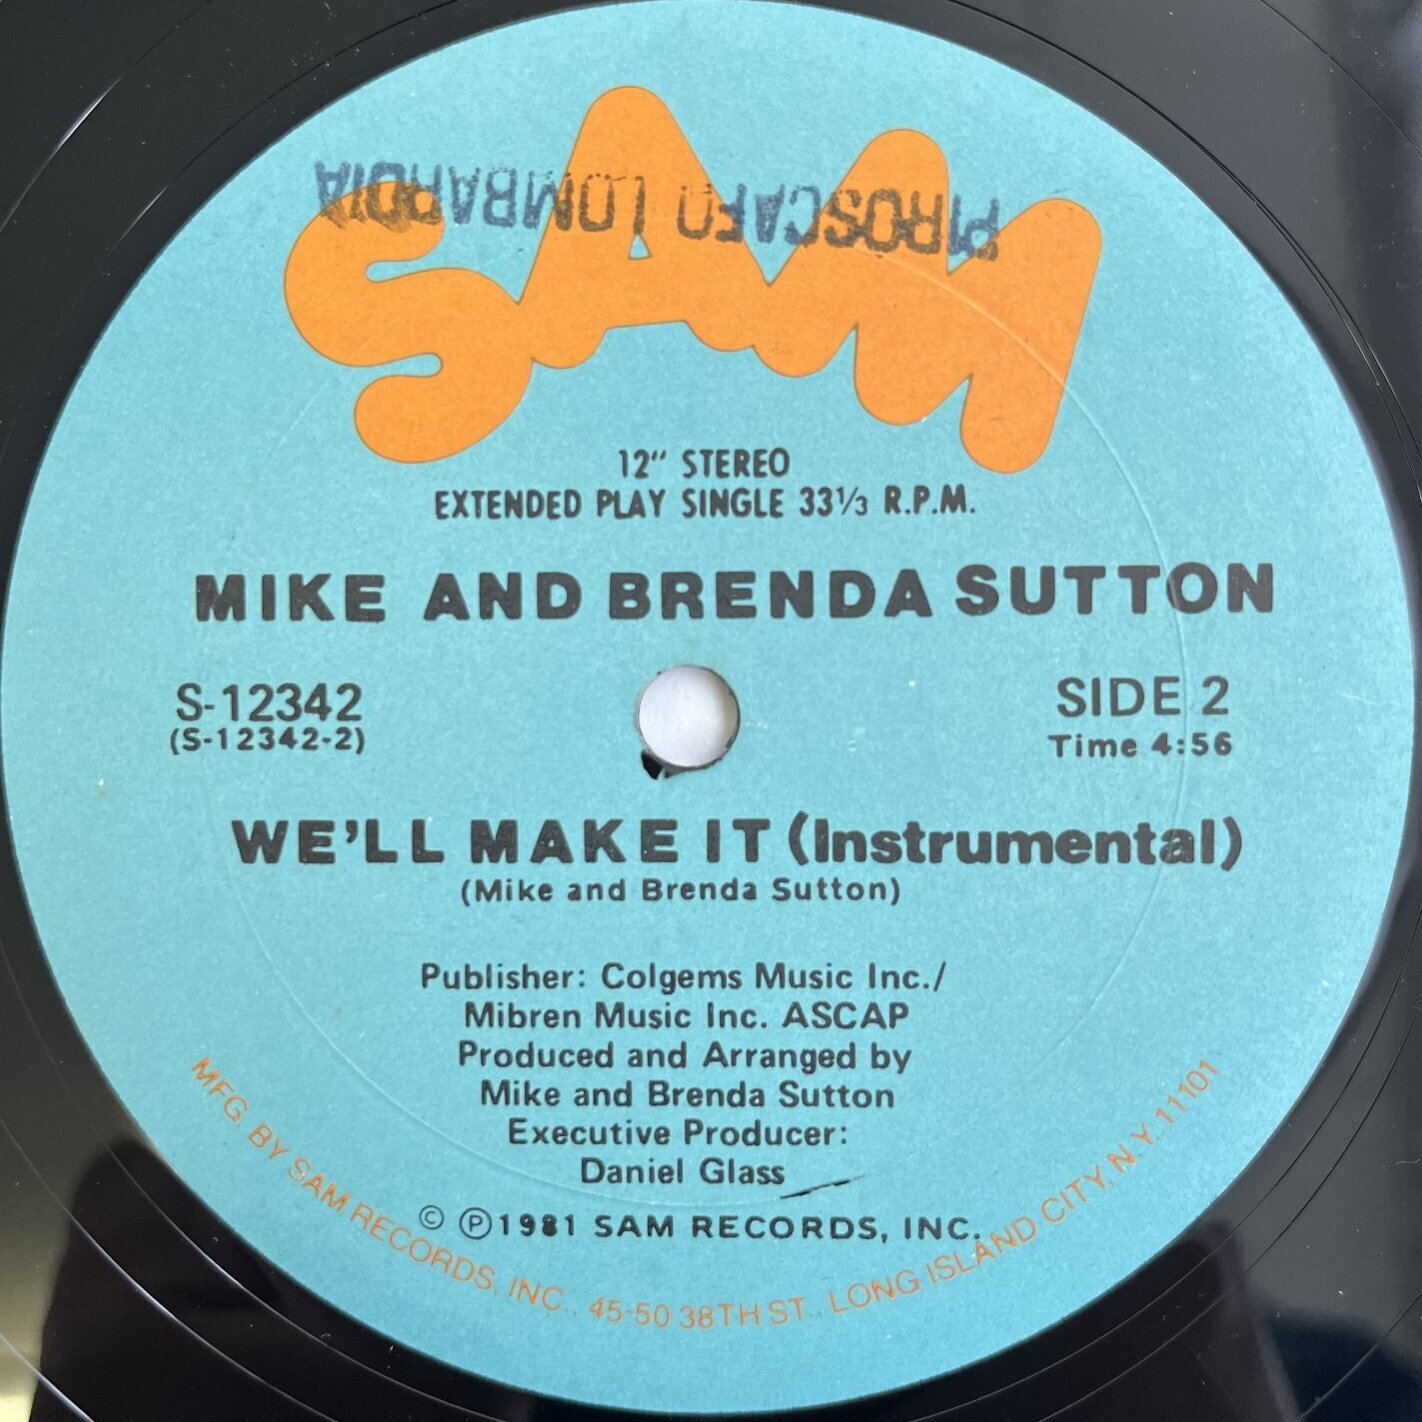 SAM
PIROSCAFO LOMBARDIA
12" STEREO
EXTENDED PLAY SINGLE 33⅓ R.P.M.
MIKE AND BRENDA SUTTON
S-12342
(S-12342-2)
SIDE 2
Time 4:56
WE'LL MAKE IT (Instrumental)
(Mike and Brenda Sutton)
Publisher: Colgems Music Inc./
Mibren Music Inc. ASCAP
Produced and Arranged by
Mike and Brenda Sutton
Executive Producer:
Daniel Glass
© ℗ 1981 SAM RECORDS, INC.
MFG. BY SAM RECORDS, INC., 45-50 38TH ST., LONG ISLAND CITY, N.Y. 11101